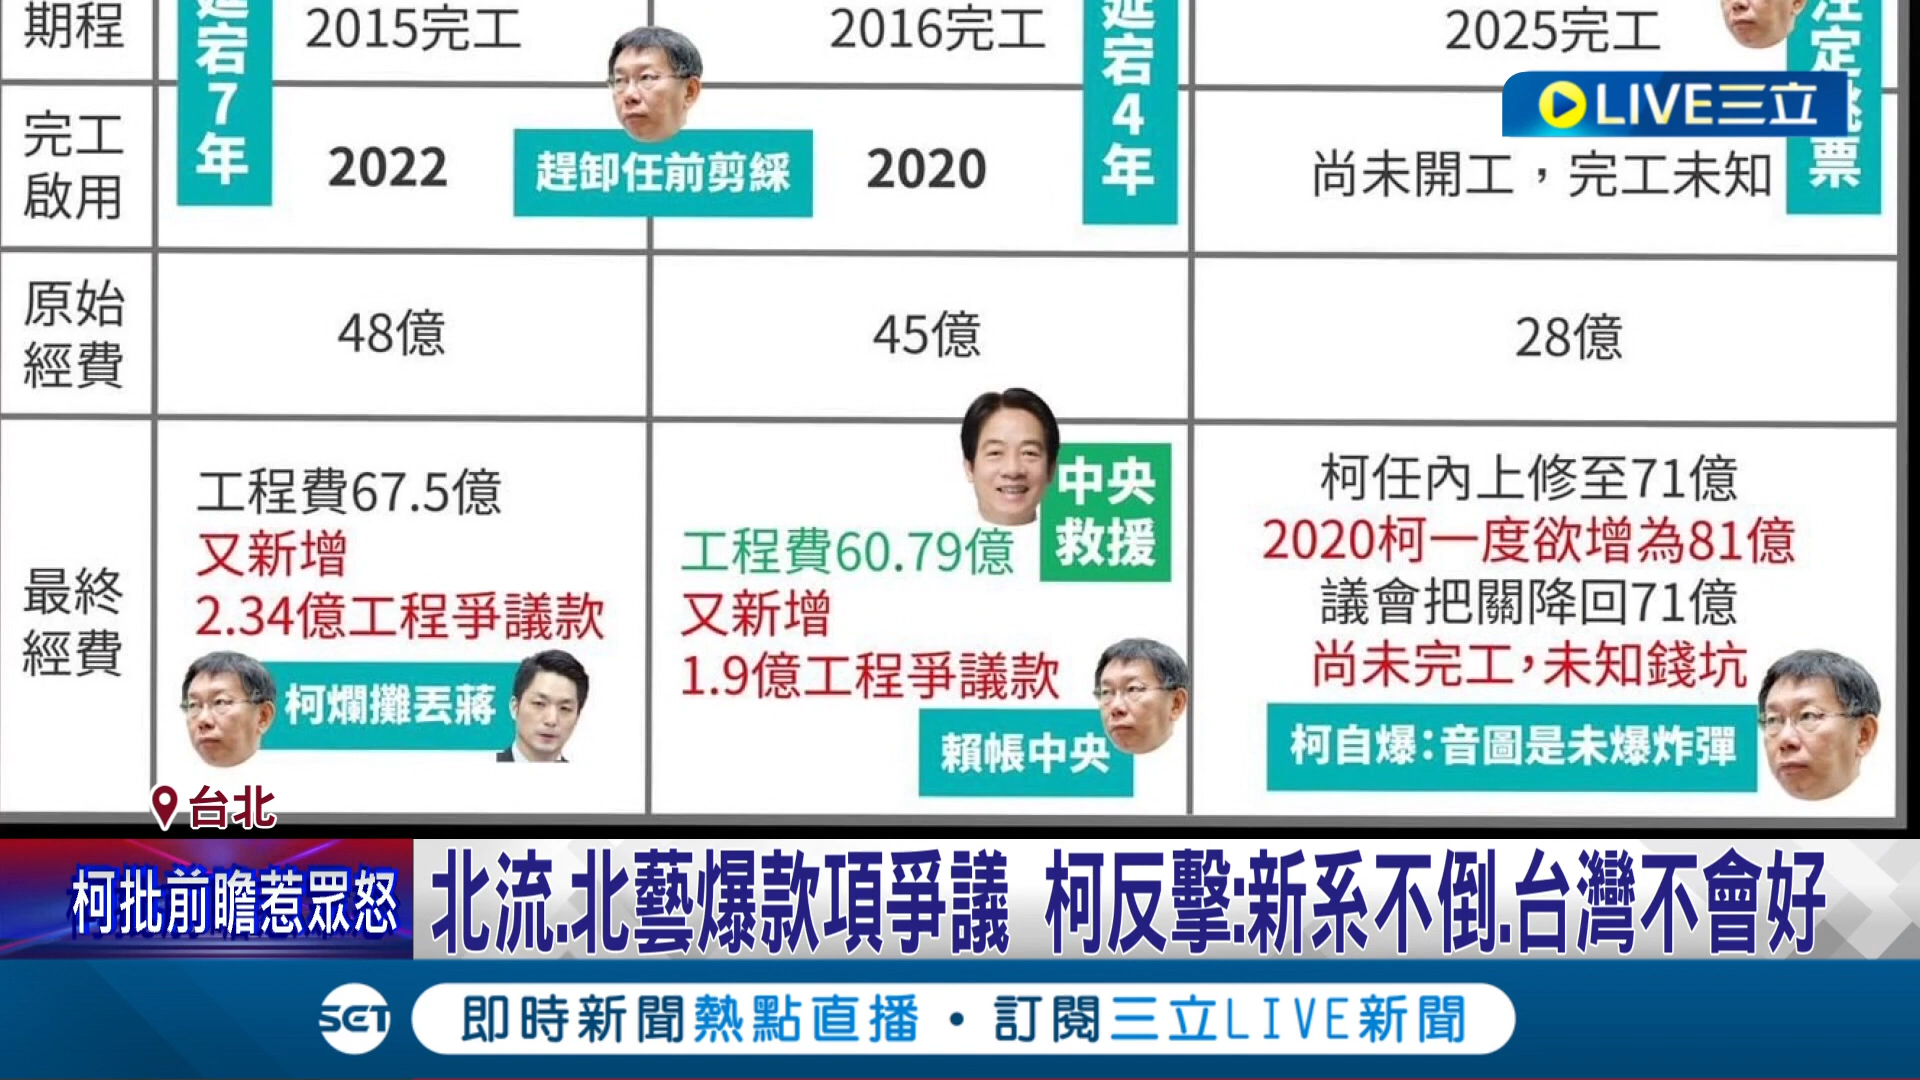 期程
延宕7年
2015完工
2016完工
延宕4年
2025完工
注定
票
LIVE三立
完工
啟用
2022
趕卸任前剪綵
2020
尚未開工，完工未知
原始
經費
48億
45億
28億
最終
經費
工程費67.5億
又新增
2.34億工程爭議款
柯爛攤丟蔣
中央
救援
工程費60.79億
又新增
1.9億工程爭議款
賴帳中央
柯任內上修至71億
2020柯一度欲增為81億
議會把關降回71億
尚未完工,未知錢坑
柯自爆:音圖是未爆炸彈
台北
柯批前瞻惹眾怒
北流.北藝爆款項爭議 柯反擊:新系不倒.台灣不會好
SET
即時新聞熱點直播・訂閱三立LIVE新聞